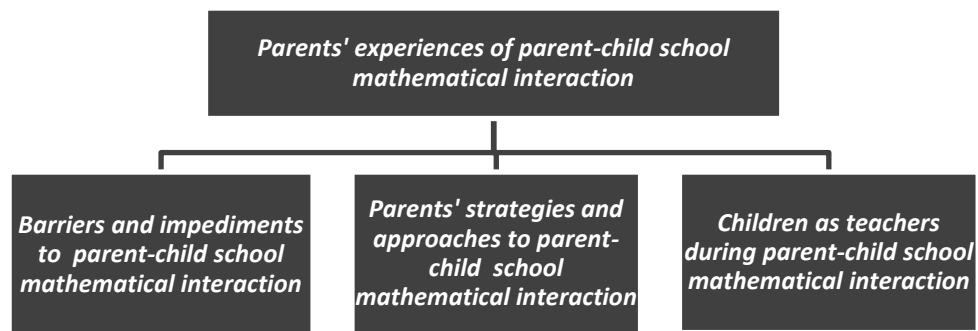 Parents' experiences of parent-child school
mathematical interaction
Barriers and impediments
to parent-child school
mathematical interaction
Parents' strategies and
approaches to parent-
child school
mathematical interaction
Children as teachers
during parent-child school
mathematical interaction